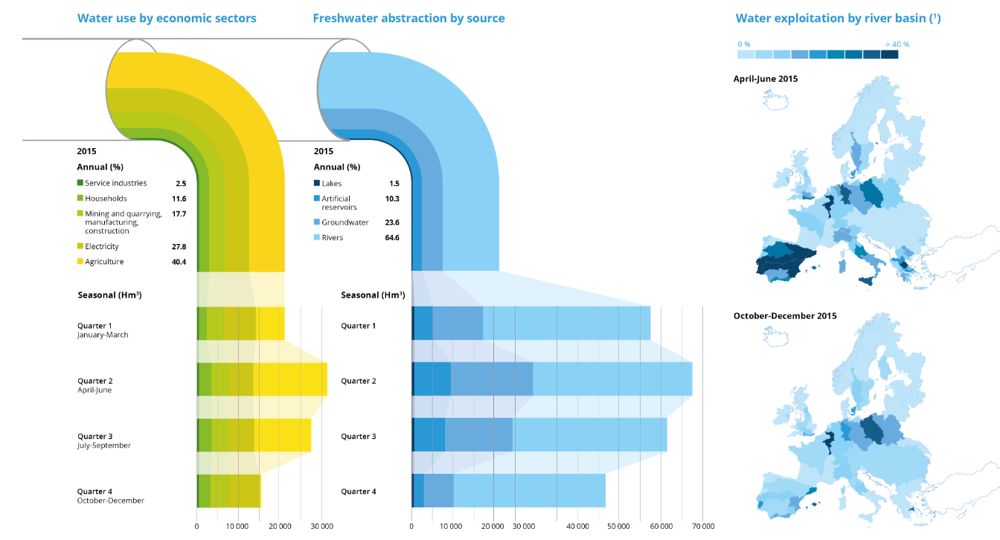 Water use by economic sectors
2015
Annual (%)
Service industries 2.5
Households 11.6
Mining and quarrying, 17.7
manufacturing,
construction
Electricity 27.8
Agriculture 40.4
Seasonal (Hm³)
Quarter 1
January-March
Quarter 2
April-June
Quarter 3
July-September
Quarter 4
October-December
0 10 000 20 000 30 000
Freshwater abstraction by source
2015
Annual (%)
Lakes 1.5
Artificial 10.3
reservoirs
Groundwater 23.6
Rivers 64.6
Seasonal (Hm³)
Quarter 1
Quarter 2
Quarter 3
Quarter 4
0 10 000 20 000 30 000 40 000 50 000 60 000 70 000
Water exploitation by river basin (¹)
0 % > 40 %
April-June 2015
October-December 2015